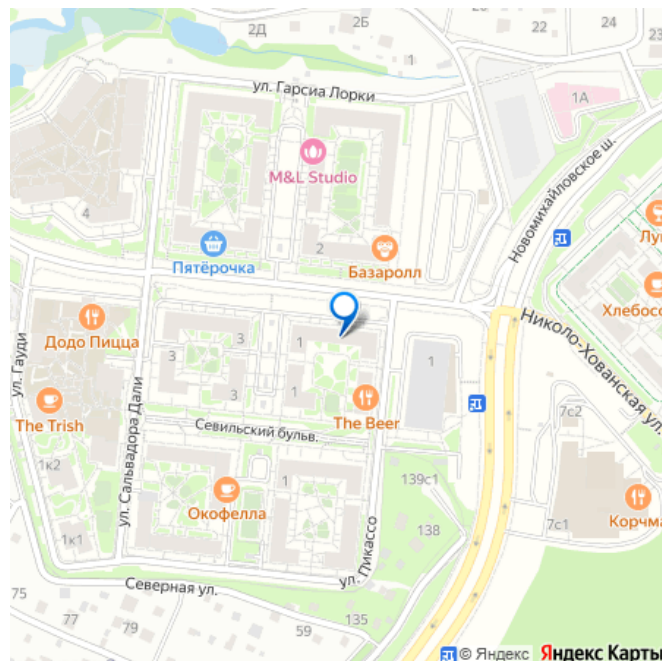 2Д
2Б
22
24
23
1
1А
ул. Гарсиа Лорки
Новомихайловское ш.
M&L Studio
4
2
Пятёрочка
Базаролл
Хлебосо
Николо-Хованская ул.
Додо Пицца
ул. Гауди
3
1
1
3
1
The Trish
The Beer
ул. Сальвадора Дали
Севильский бульв.
7с2
1к2
1
139с1
Окофелла
Корчма
7с1
138
1к1
ул. Пикассо
Северная ул.
75
77
79
59
135
© Яндекс
Яндекс Карты